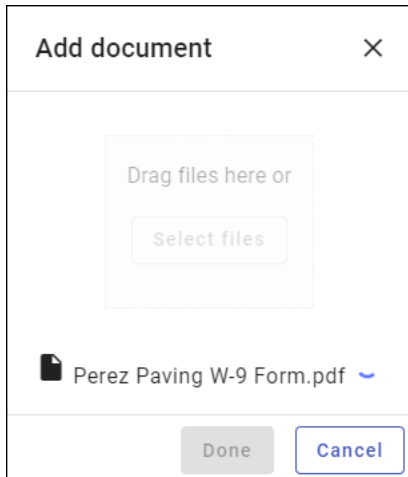 Add document
Drag files here or
Select files
Perez Paving W-9 Form.pdf
Done Cancel